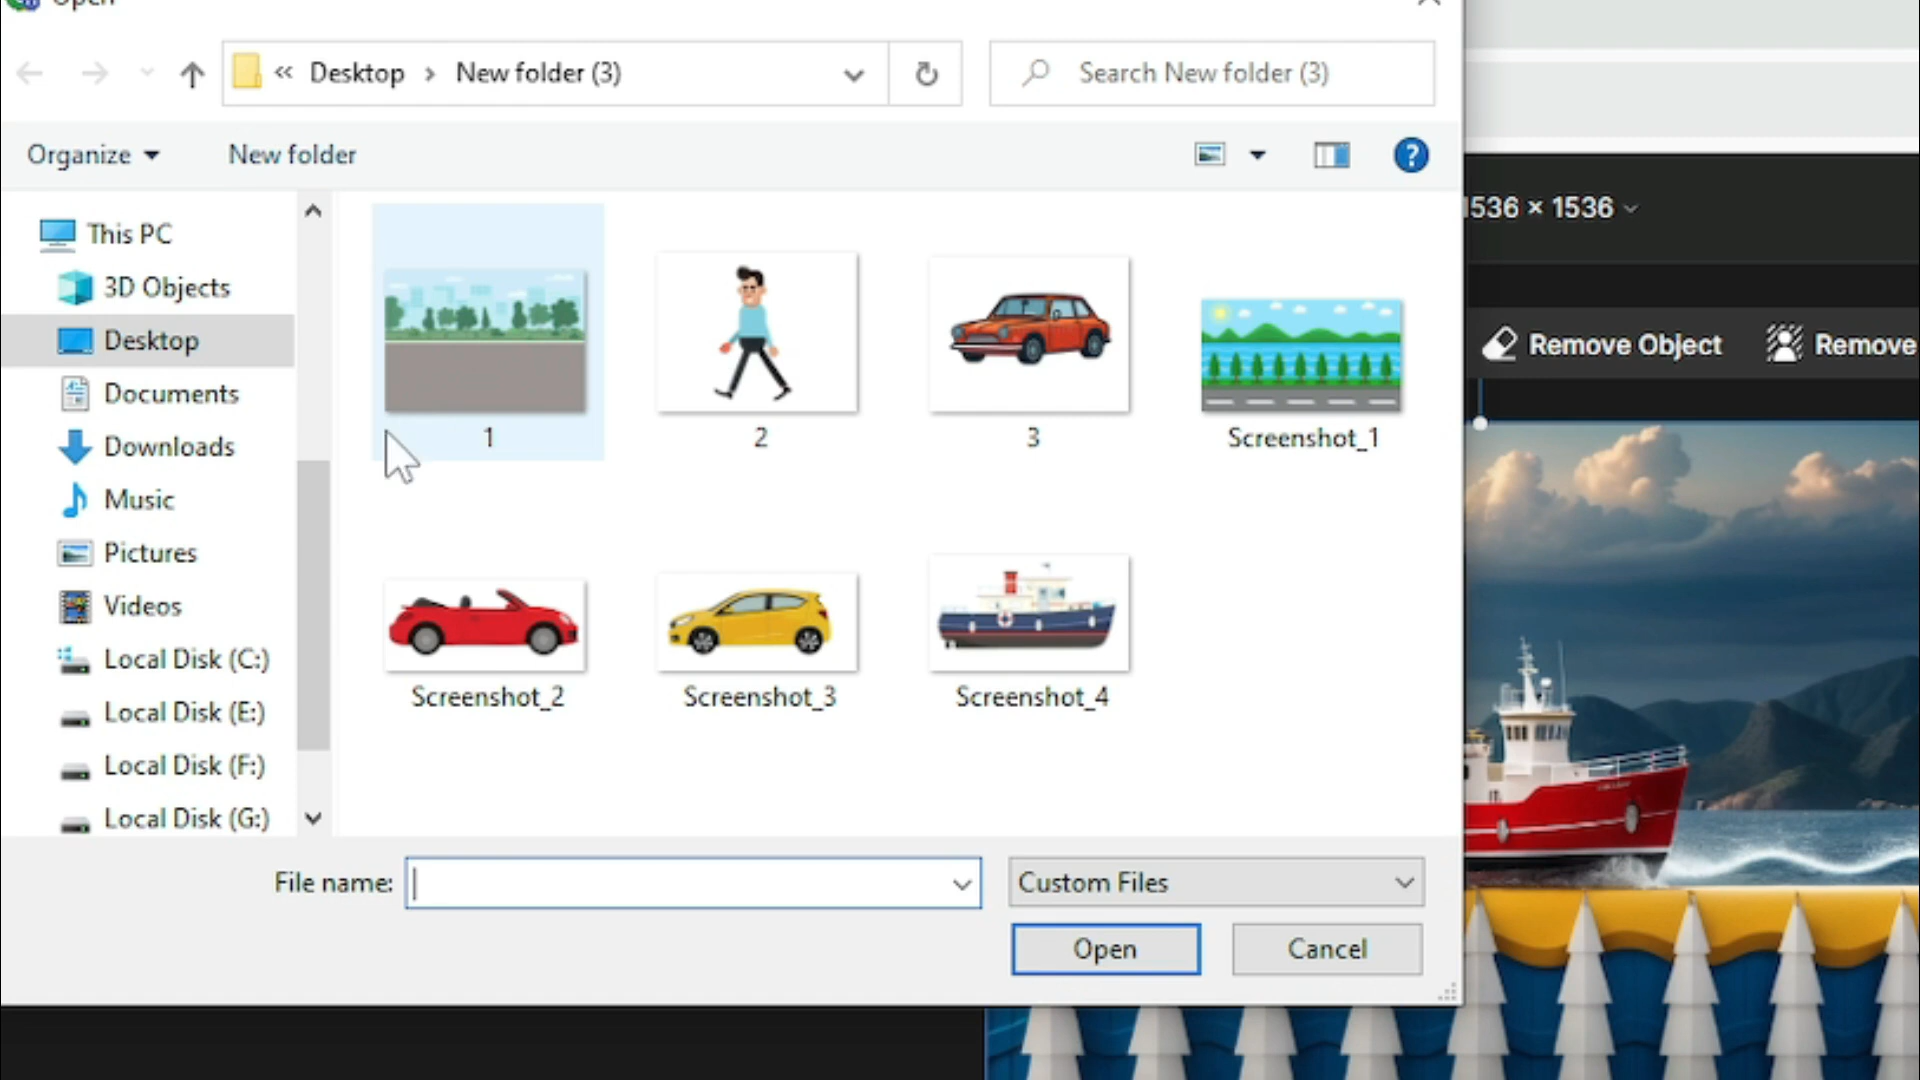 Open
Desktop
New folder (3)
Search New folder (3)
Organize
New folder
This PC
3D Objects
Desktop
Documents
Downloads
Music
Pictures
Videos
Local Disk (C:)
Local Disk (E:)
Local Disk (F:)
Local Disk (G:)
1
2
3
Screenshot_1
Screenshot_2
Screenshot_3
Screenshot_4
File name:
Custom Files
Open
Cancel
1536 × 1536
Remove Object
Remove